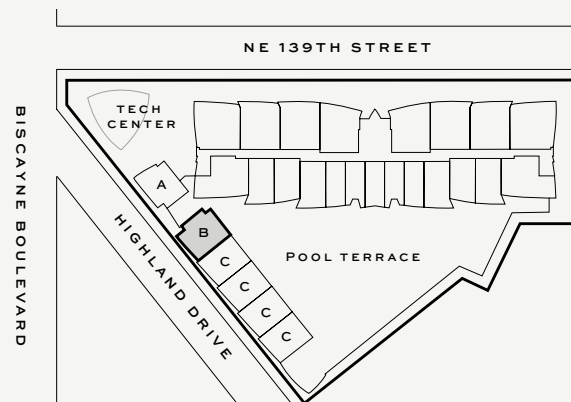 NE 139TH STREET
TECH
CENTER
BISCAYNE BOULEVARD
A
B
HIGHLAND DRIVE
C
POOL TERRACE
C
C
C